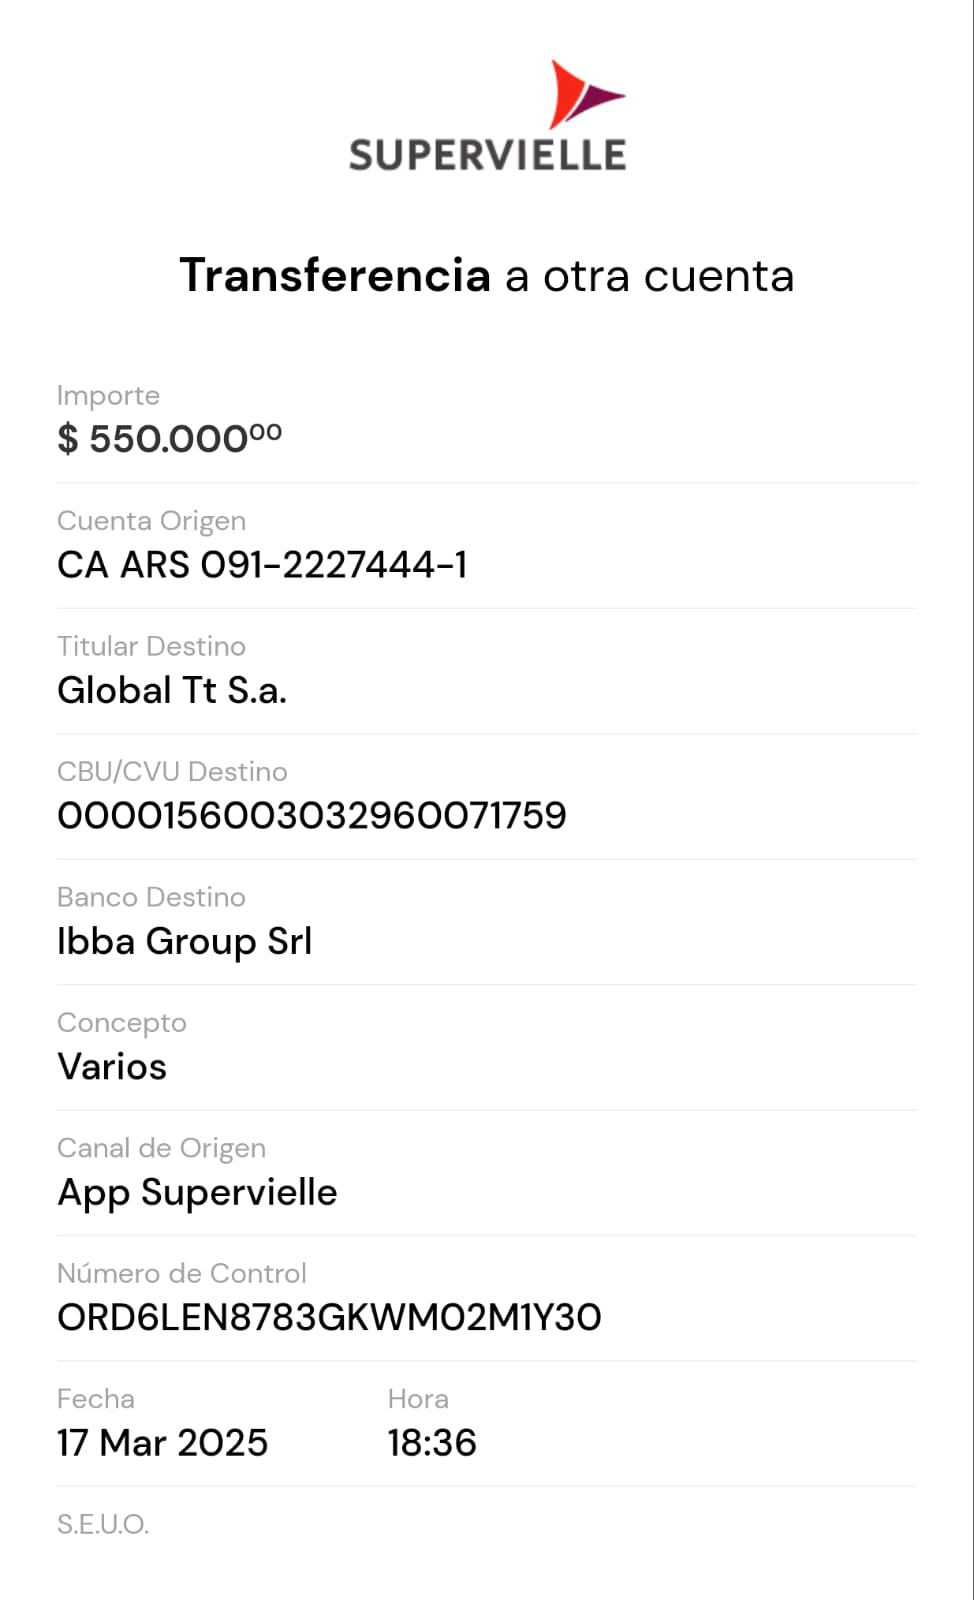 SUPERVIELLE
Transferencia a otra cuenta
Importe
$ 550.000⁰⁰
Cuenta Origen
CA ARS 091-2227444-1
Titular Destino
Global Tt S.a.
CBU/CVU Destino
0000156003032960071759
Banco Destino
Ibba Group Srl
Concepto
Varios
Canal de Origen
App Supervielle
Número de Control
ORD6LEN8783GKWM02M1Y30
Fecha Hora
17 Mar 2025 18:36
S.E.U.O.